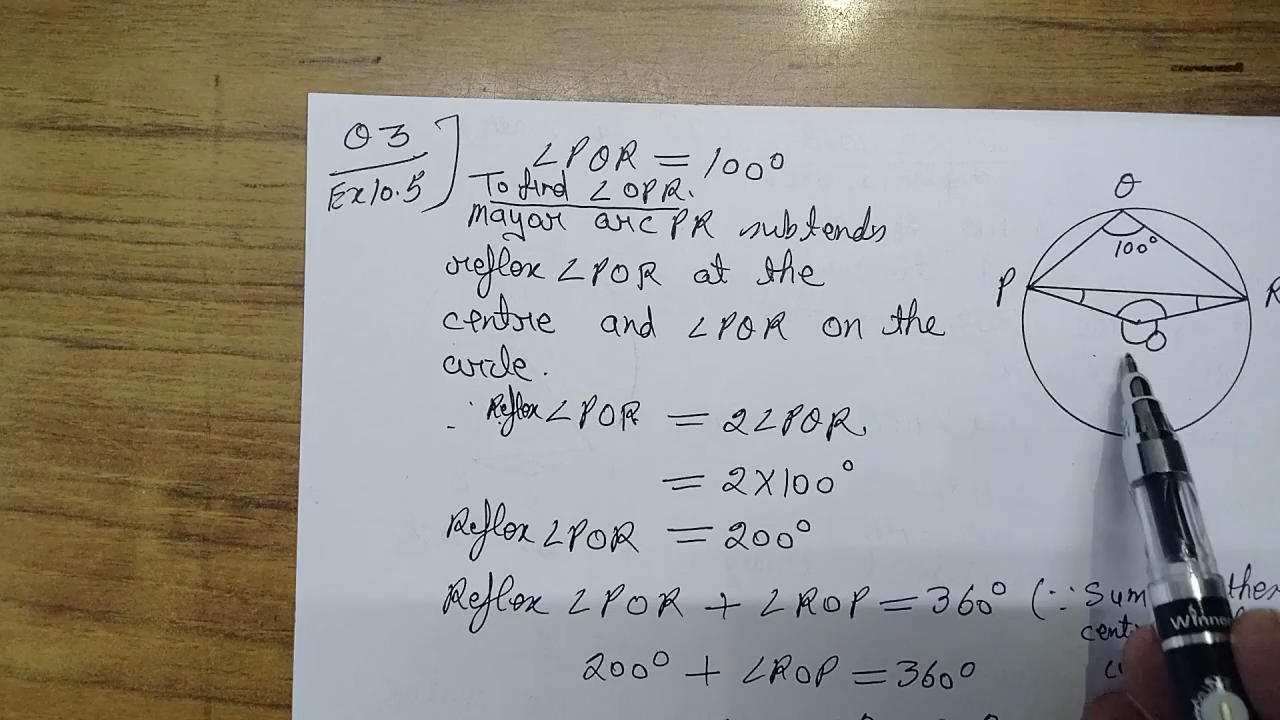 Q3
Ex10.5
∠PQR = 100°
To find ∠OPR.
mayar arc PR subtends
reflex ∠POR at the
centre and ∠PQR on the
circle.
∴ Reflex ∠POR = 2∠PQR
= 2×100°
Reflex ∠POR = 200°
Reflex ∠POR + ∠ROP = 360° (∵ Sum
200° + ∠ROP = 360°
Q
100°
P
R
O
Winner